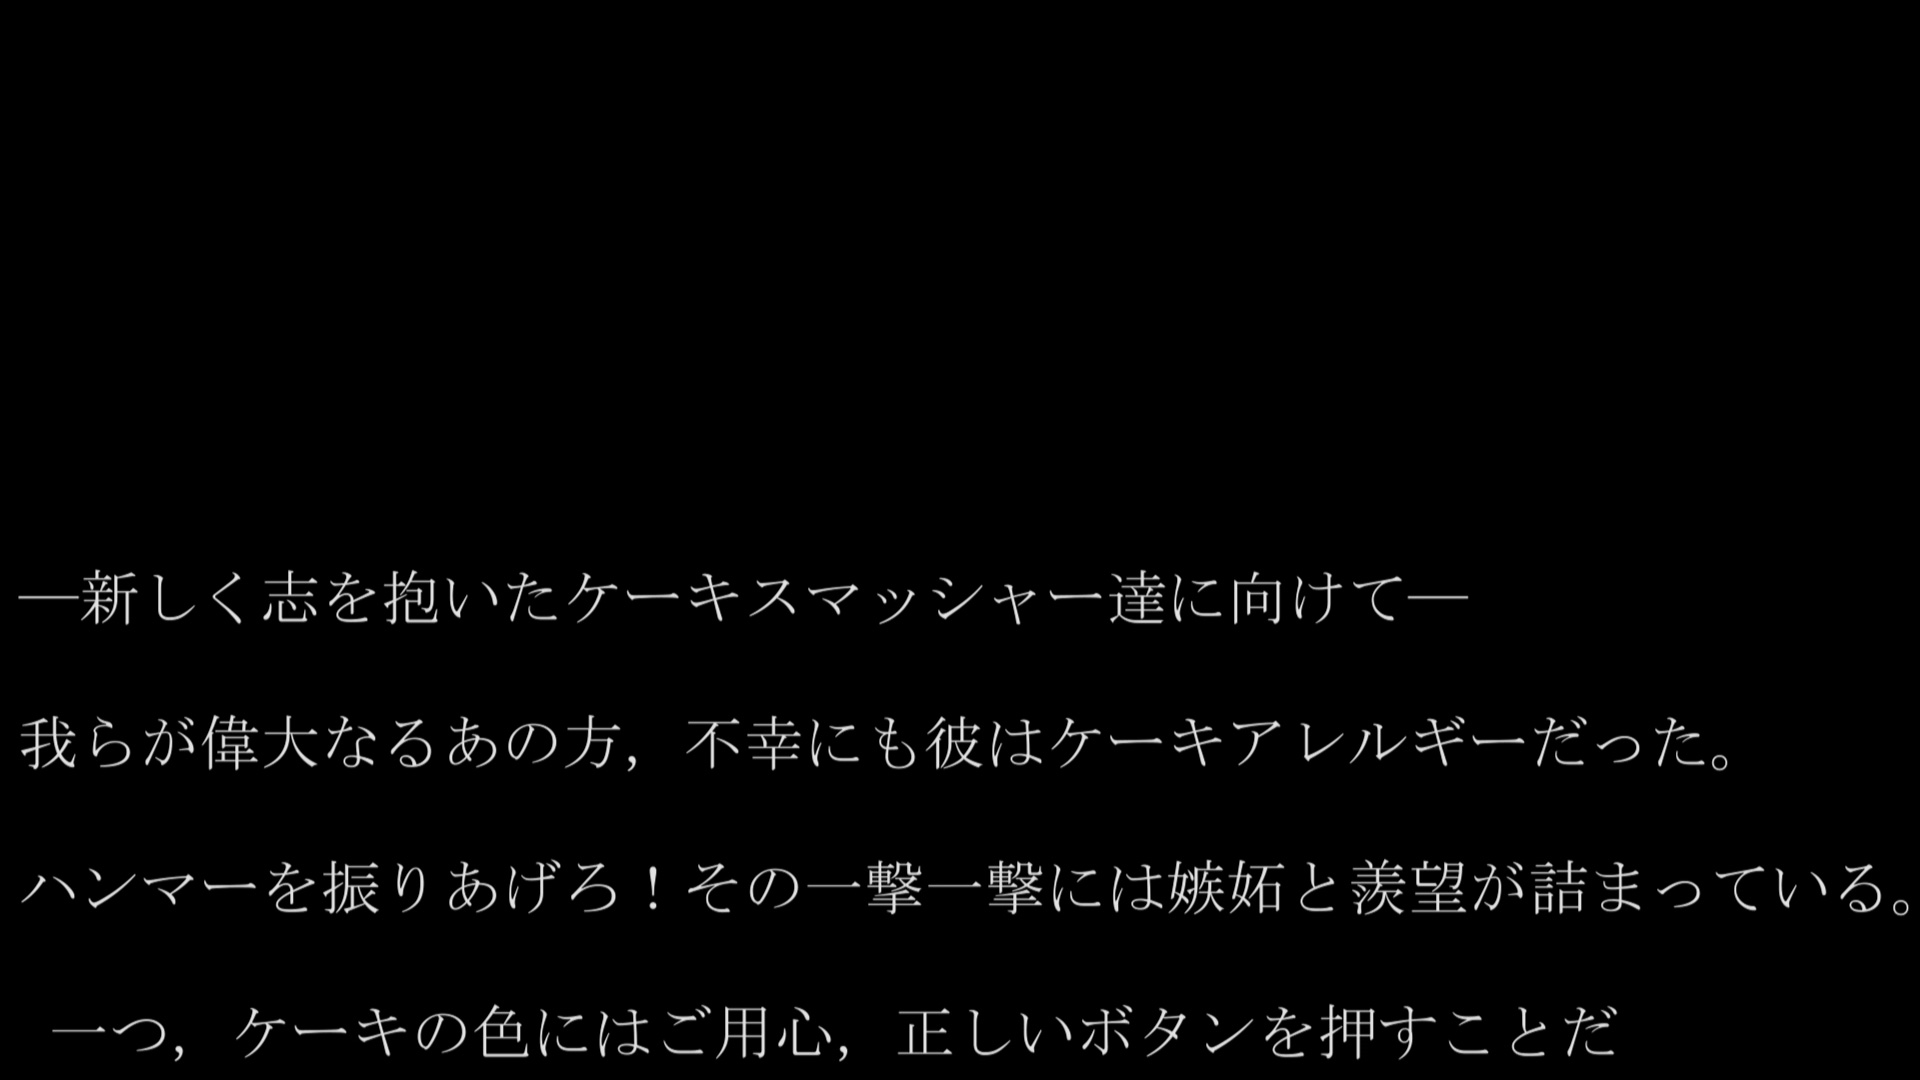 ―新しく志を抱いたケーキスマッシャー達に向けて―
我らが偉大なるあの方，不幸にも彼はケーキアレルギーだった。
ハンマーを振りあげろ！その一撃一撃には嫉妬と羨望が詰まっている。
一つ，ケーキの色にはご用心，正しいボタンを押すことだ